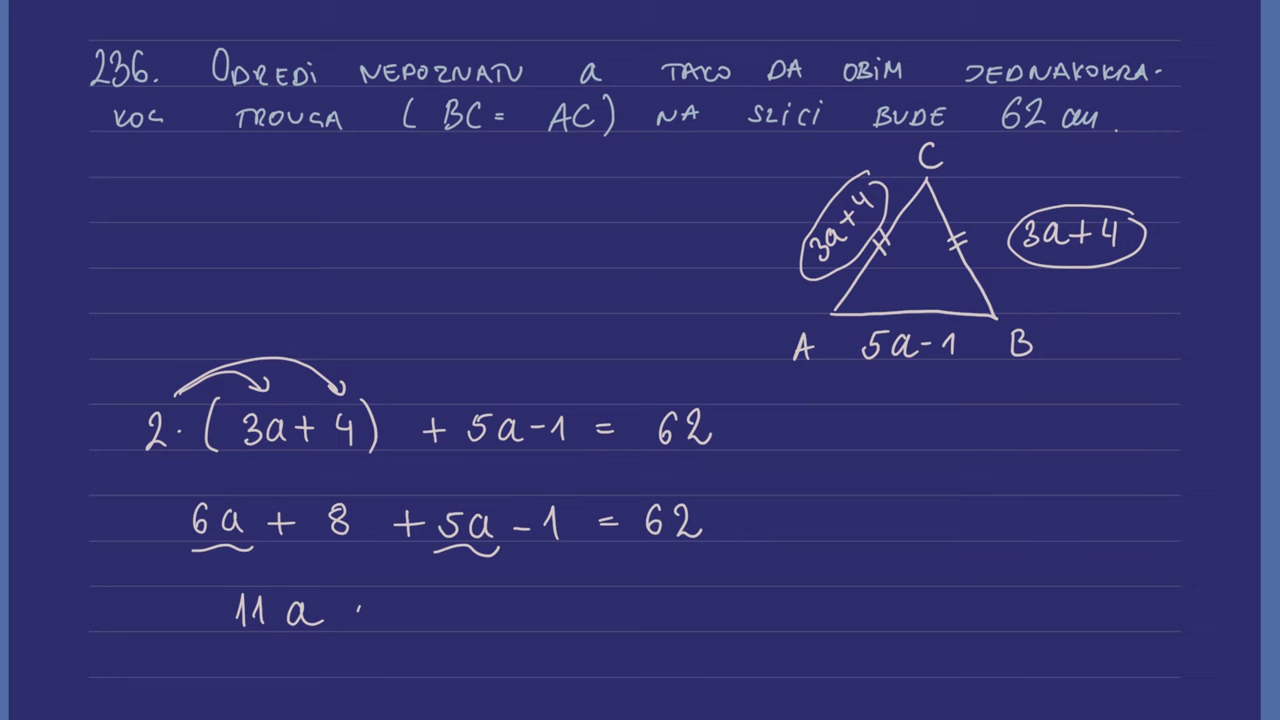 236. ODREDi NEPOZNATU a TAKO DA OBiM JEDNAKOKRA-
KOG TROUGA ( BC = AC) NA SLICI BUDE 62 cm.
C
3a+4
3a+4
A 5a-1 B
2·(3a+4) + 5a-1 = 62
6a + 8 + 5a - 1 = 62
11 a